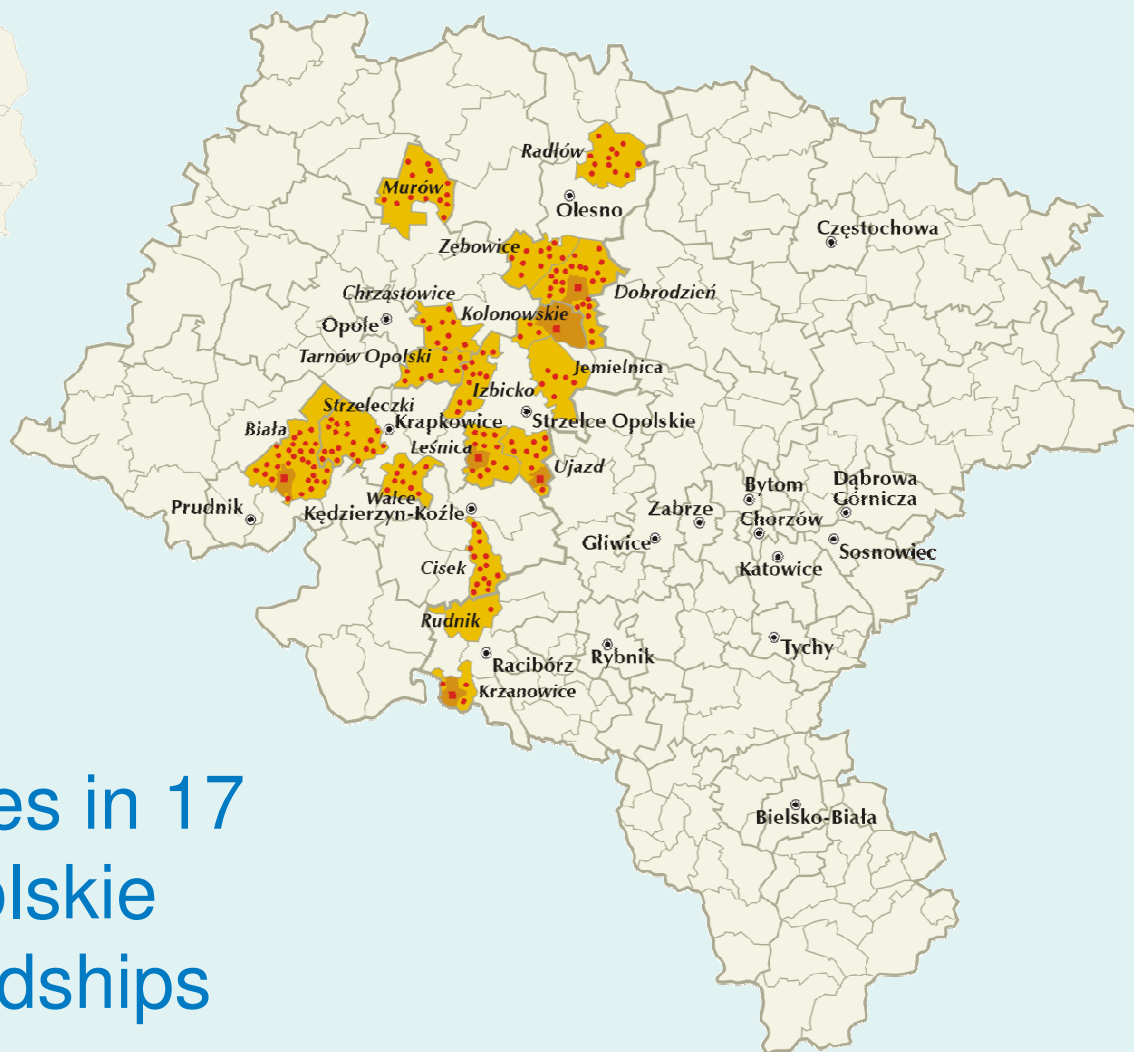 Radłów
Murów
Olesno
Częstochowa
Zębowice
Chrząstowice
Dobrodzień
Kolonowskie
Opole
Tarnów Opolski
Jemielnica
Izbicko
Strzeleczki
Krapkowice
Strzelce Opolskie
Biała
Leśnica
Ujazd
Walce
Prudnik
Kędzierzyn-Koźle
Zabrze
Bytom
Dąbrowa
Górnicza
Chorzów
Gliwice
Sosnowiec
Katowice
Cisek
Rudnik
Racibórz
Rybnik
Tychy
Krzanowice
es in 17
olskie
dships
Bielsko-Biała